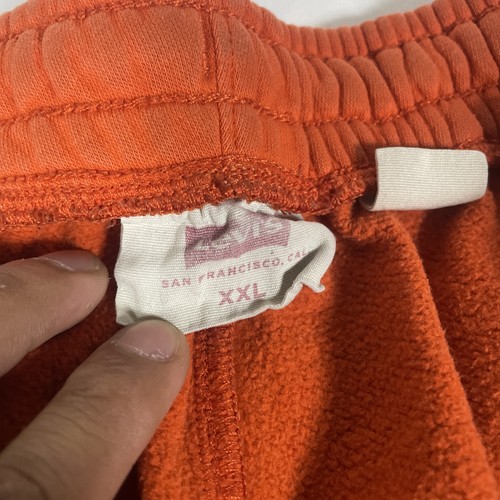 Levi's
SAN FRANCISCO, CAL
XXL